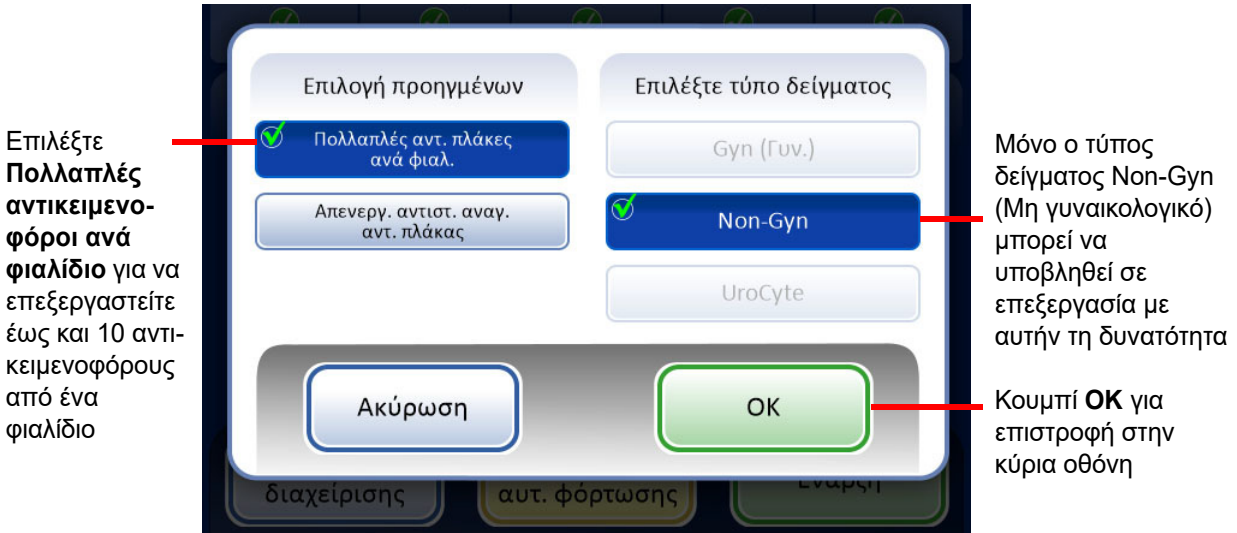 Επιλέξτε
Πολλαπλές
αντικειμενο-
φόροι ανά
φιαλίδιο για να
επεξεργαστείτε
έως και 10 αντι-
κειμενοφόρους
από ένα
φιαλίδιο
Επιλογή προηγμένων
Πολλαπλές αντ. πλάκες
ανά φιαλ.
Απενεργ. αντιστ. αναγ.
αντ. πλάκας
Επιλέξτε τύπο δείγματος
Gyn (Γυν.)
Non-Gyn
UroCyte
Ακύρωση
OK
διαχείρισης
αυτ. φόρτωσης
Έναρξη
Μόνο ο τύπος
δείγματος Non-Gyn
(Μη γυναικολογικό)
μπορεί να
υποβληθεί σε
επεξεργασία με
αυτήν τη δυνατότητα
Κουμπί OK για
επιστροφή στην
κύρια οθόνη